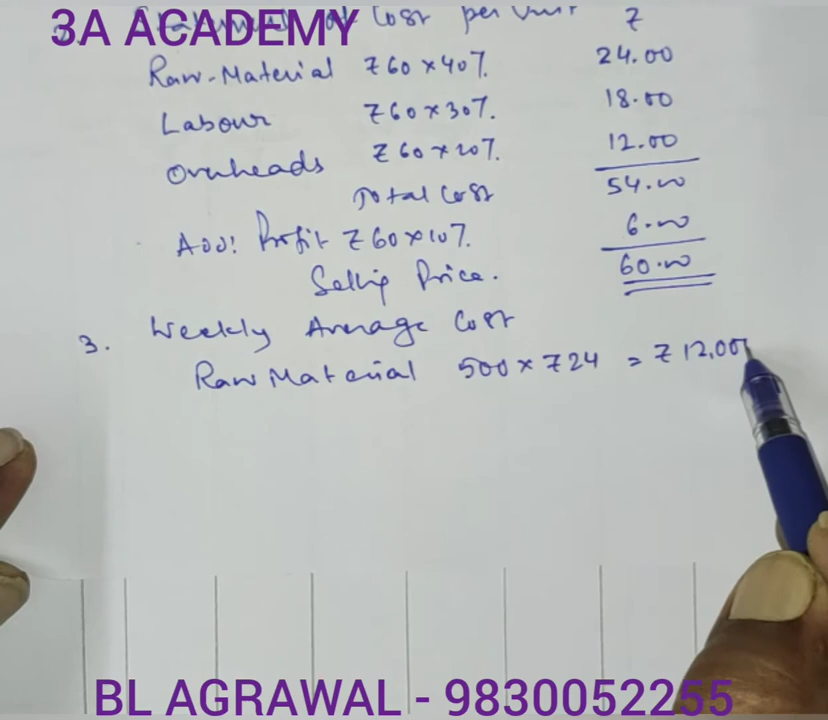 3A ACADEMY
of Cost per Unit ₹
Raw-Material ₹60×40%. 24.00
Labour ₹60×30%. 18.00
Overheads ₹60×20%. 12.00
Total Cost 54.00
Add: Profit ₹60×10%. 6.00
Selling Price. 60.00
3. Weekly Average Cost
Raw Material 500×₹24 = ₹12,00
BL AGRAWAL - 9830052255